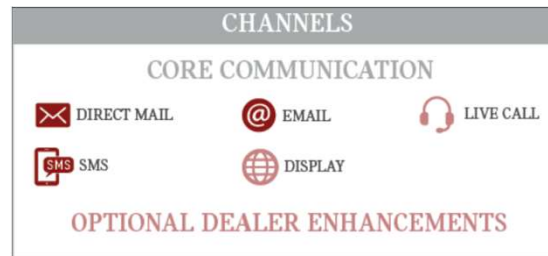 CHANNELS
CORE COMMUNICATION
DIRECT MAIL
@ EMAIL
LIVE CALL
SMS SMS
DISPLAY
OPTIONAL DEALER ENHANCEMENTS